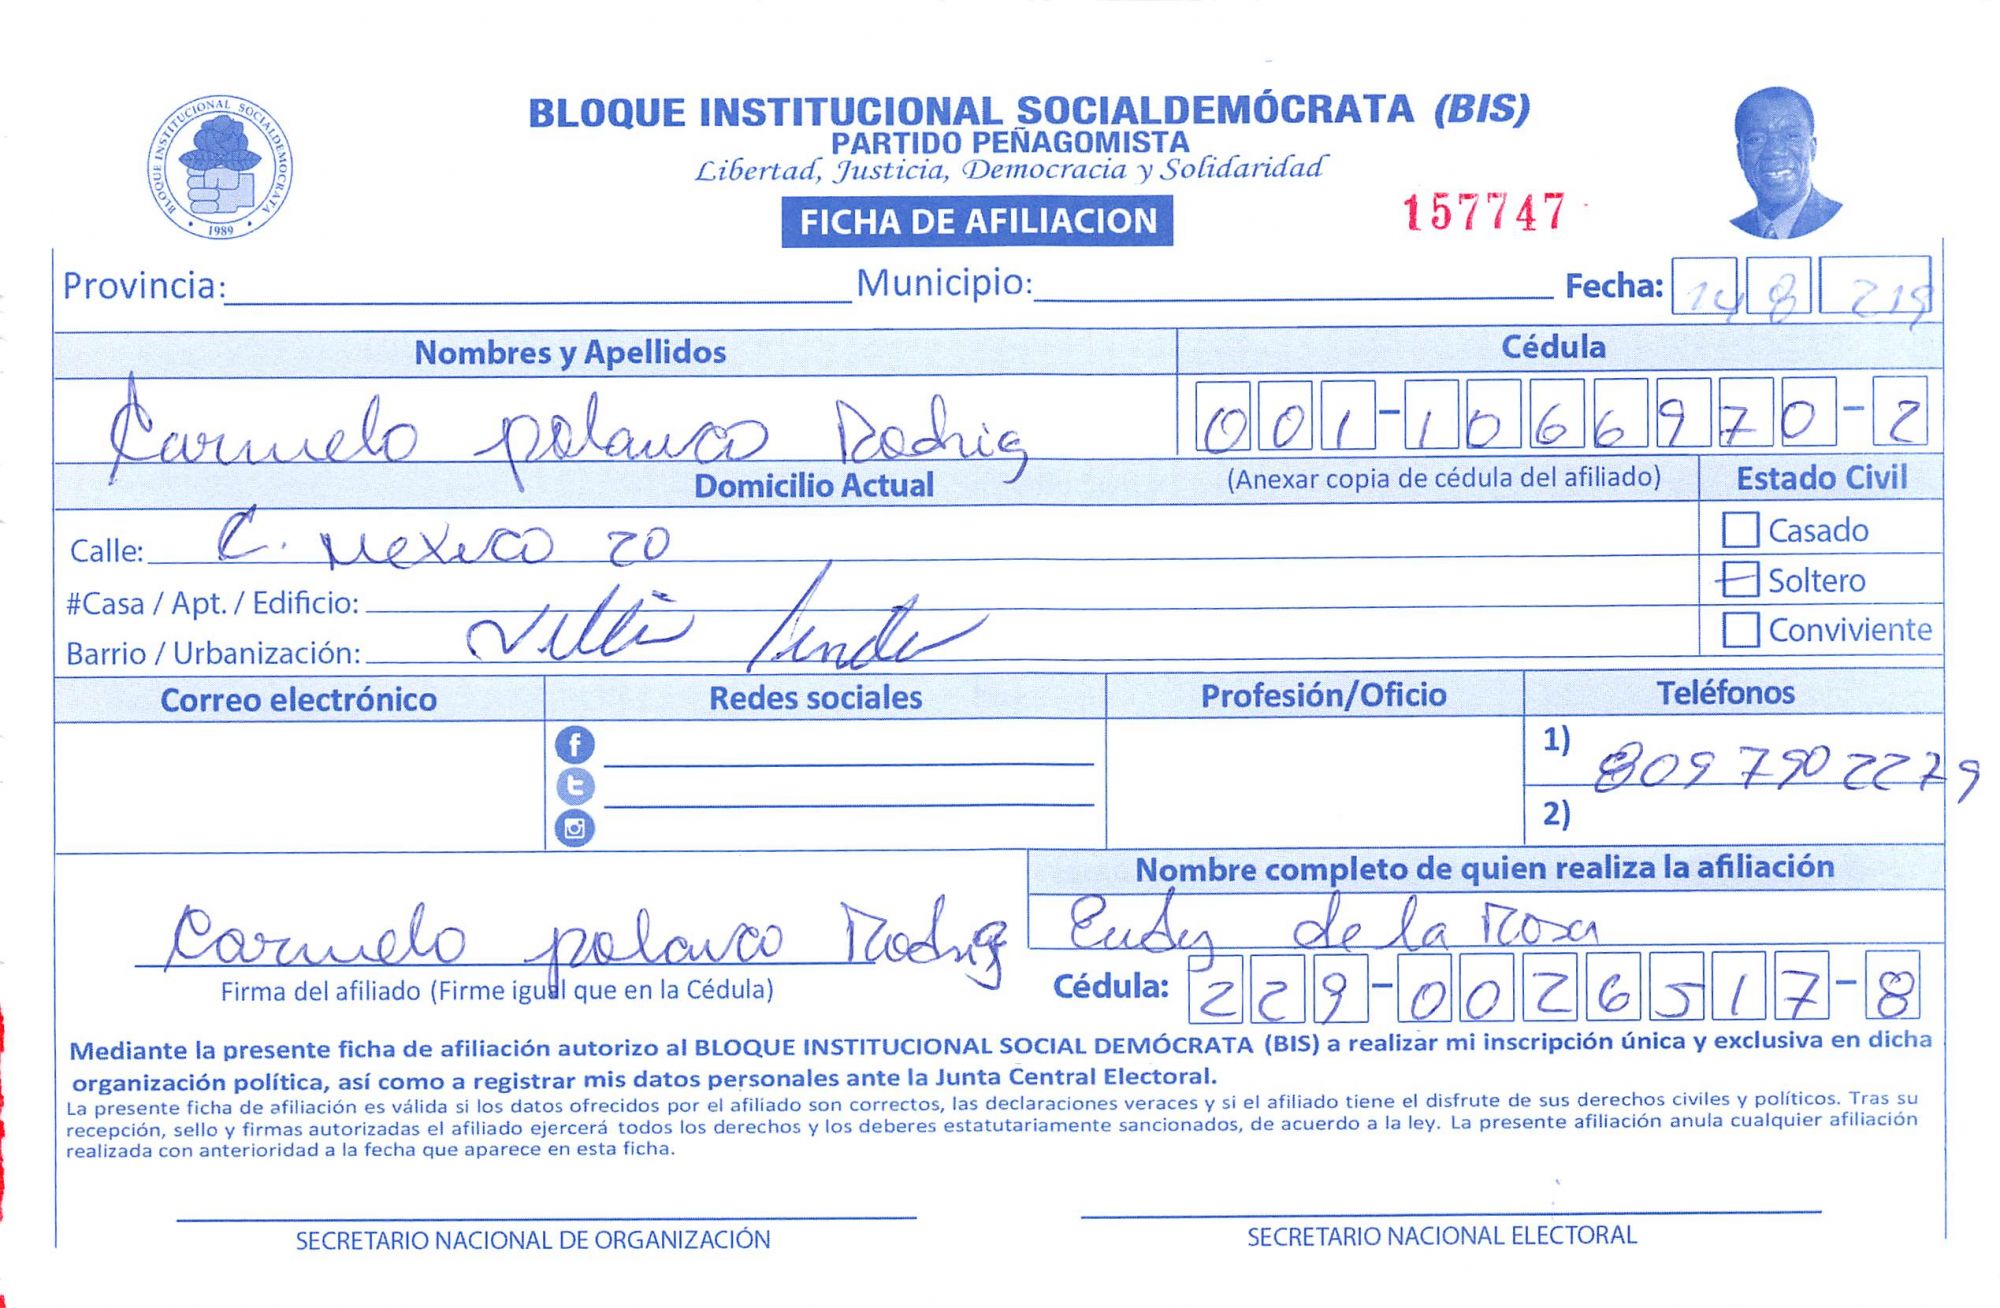 BLOQUE INSTITUCIONAL SOCIALDEMOCRATA
1989
BLOQUE INSTITUCIONAL SOCIALDEMÓCRATA (BIS)
PARTIDO PEÑAGOMISTA
Libertad, Justicia, Democracia y Solidaridad
FICHA DE AFILIACION
157747
Provincia: Municipio: Fecha: 14 8 219
Nombres y Apellidos Cédula
Carmelo polanco Rodrig 001-1066970-2
Domicilio Actual (Anexar copia de cédula del afiliado) Estado Civil
Calle: C. Mexico 20 Casado
#Casa / Apt. / Edificio: Soltero
Barrio / Urbanización: Villa Conviviente
Correo electrónico Redes sociales Profesión/Oficio Teléfonos
1) 809 790 2279
2)
Nombre completo de quien realiza la afiliación
Carmelo polanco Rodrig Eudy de la Rosa
Firma del afiliado (Firme igual que en la Cédula) Cédula: 229-0026517-8
Mediante la presente ficha de afiliación autorizo al BLOQUE INSTITUCIONAL SOCIAL DEMÓCRATA (BIS) a realizar mi inscripción única y exclusiva en dicha
organización política, así como a registrar mis datos personales ante la Junta Central Electoral.
La presente ficha de afiliación es válida si los datos ofrecidos por el afiliado son correctos, las declaraciones veraces y si el afiliado tiene el disfrute de sus derechos civiles y políticos. Tras su
recepción, sello y firmas autorizadas el afiliado ejercerá todos los derechos y los deberes estatutariamente sancionados, de acuerdo a la ley. La presente afiliación anula cualquier afiliación
realizada con anterioridad a la fecha que aparece en esta ficha.
SECRETARIO NACIONAL DE ORGANIZACIÓN SECRETARIO NACIONAL ELECTORAL